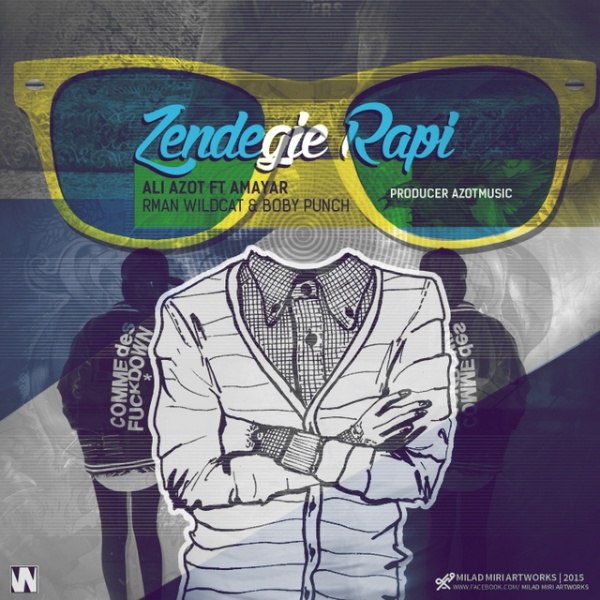 Zendegie Rapi
ALI AZOT FT AMAYAR
RMAN WILDCAT & BOBY PUNCH
PRODUCER AZOTMUSIC
COMME des
FUCKDOWN
*
COMME des
W
MILAD MIRI ARTWORKS | 2015
WWW.FACEBOOK.COM/ MILAD MIRI ARTWORKS